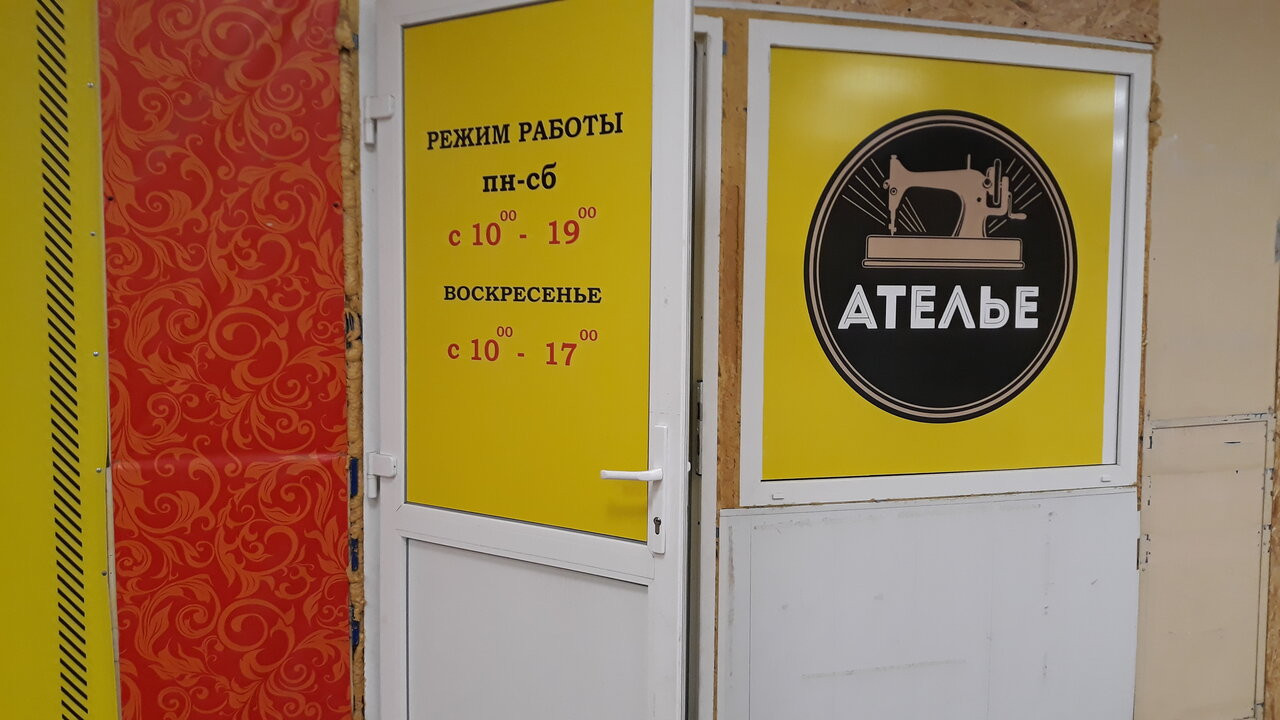 РЕЖИМ РАБОТЫ
пн-сб
с 10⁰⁰ - 19⁰⁰
ВОСКРЕСЕНЬЕ
с 10⁰⁰ - 17⁰⁰
АТЕЛЬЕ